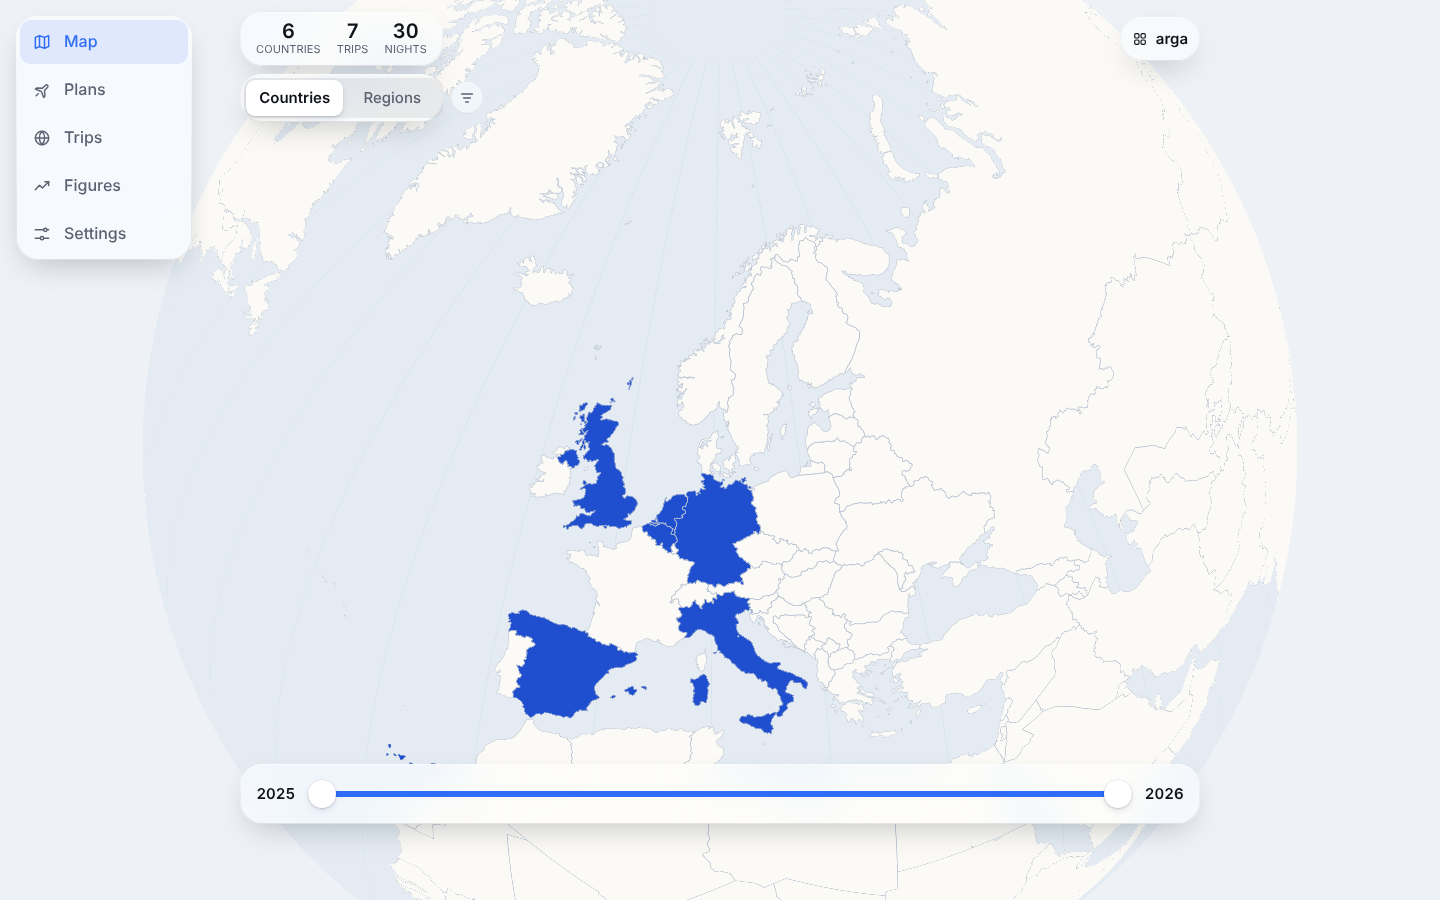 Map
Plans
Trips
Figures
Settings
6 7 30
COUNTRIES TRIPS NIGHTS
Countries Regions
arga
2025 2026